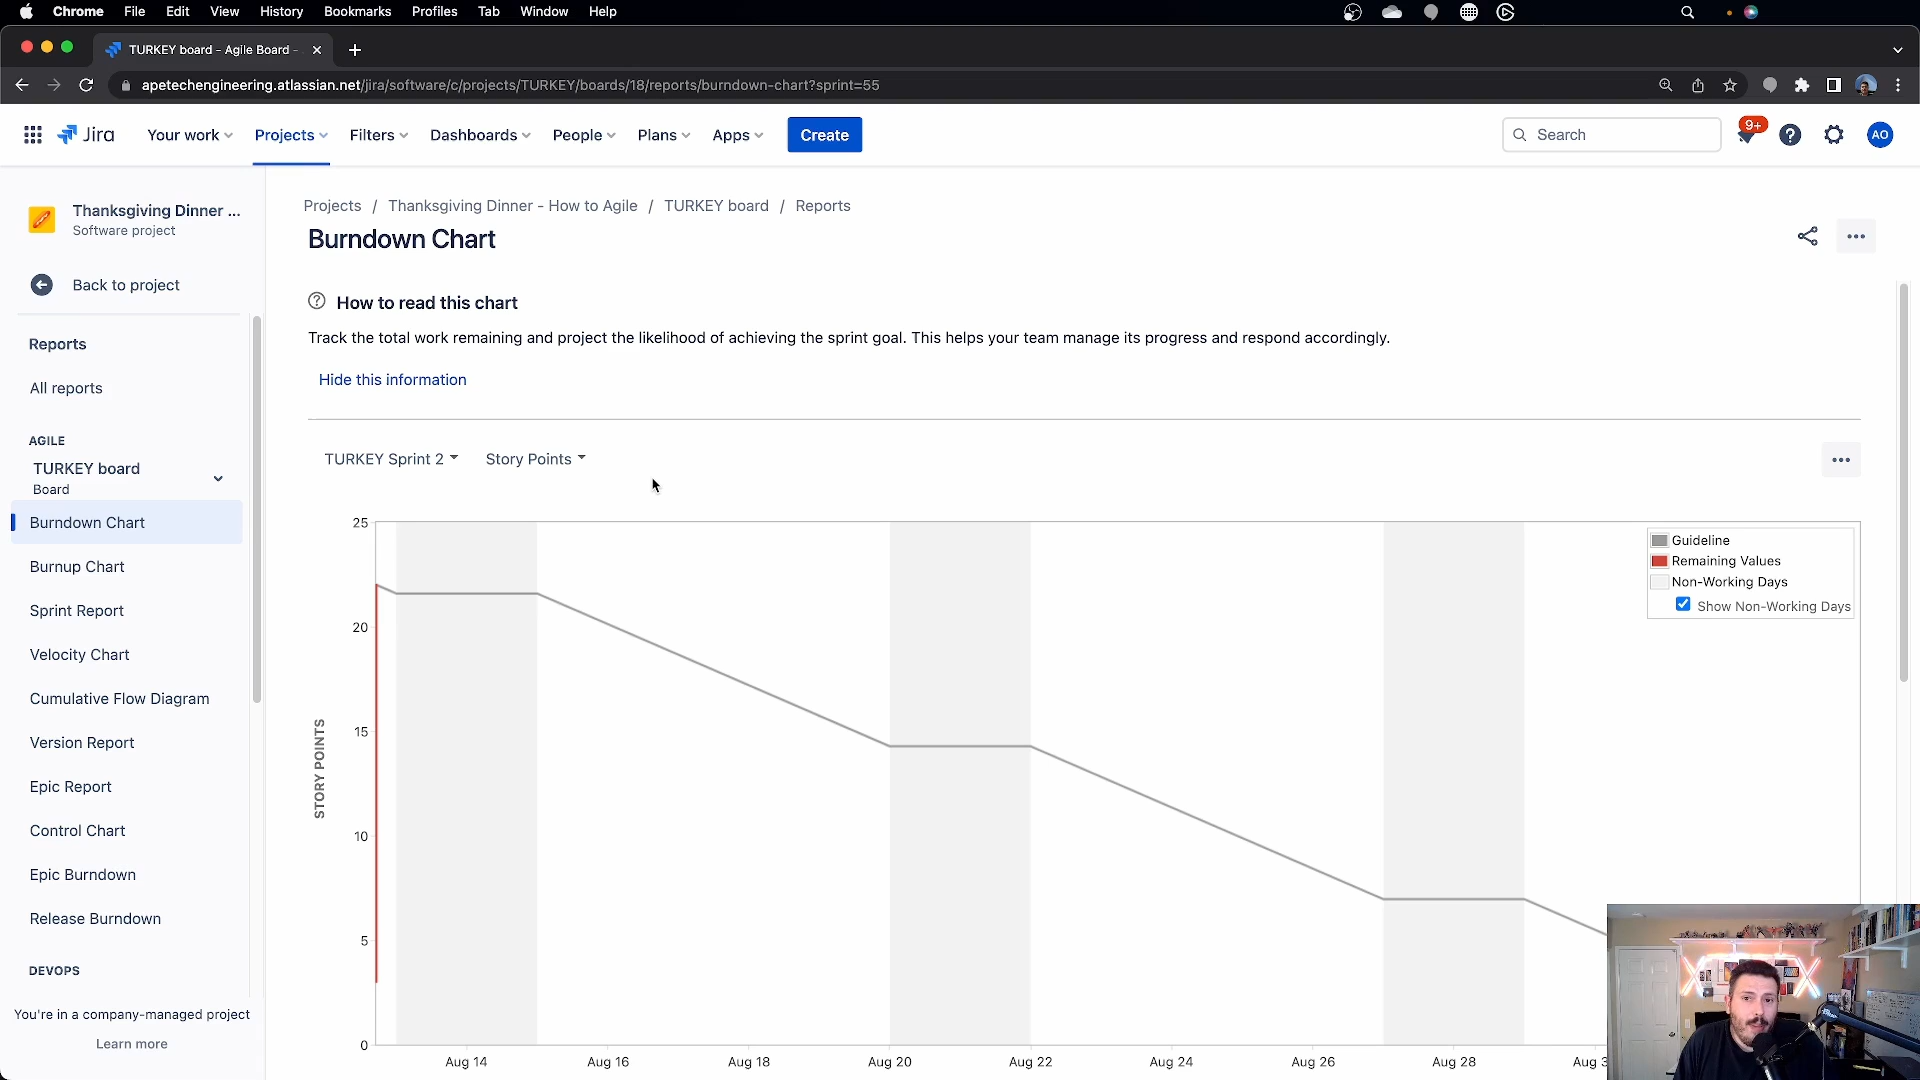 Chrome File Edit View History Bookmarks Profiles Tab Window Help
TURKEY board - Agile Board -
apetechengineering.atlassian.net/jira/software/c/projects/TURKEY/boards/18/reports/burndown-chart?sprint=55
Jira Your work Projects Filters Dashboards People Plans Apps Create Search 9+ AO
Thanksgiving Dinner ...
Software project
Back to project
Reports
All reports
AGILE
TURKEY board
Board
Burndown Chart
Burnup Chart
Sprint Report
Velocity Chart
Cumulative Flow Diagram
Version Report
Epic Report
Control Chart
Epic Burndown
Release Burndown
DEVOPS
You're in a company-managed project
Learn more
Projects / Thanksgiving Dinner - How to Agile / TURKEY board / Reports
Burndown Chart
How to read this chart
Track the total work remaining and project the likelihood of achieving the sprint goal. This helps your team manage its progress and respond accordingly.
Hide this information
TURKEY Sprint 2 Story Points
Guideline
Remaining Values
Non-Working Days
Show Non-Working Days
STORY POINTS
25
20
15
10
5
0
Aug 14 Aug 16 Aug 18 Aug 20 Aug 22 Aug 24 Aug 26 Aug 28 Aug 3